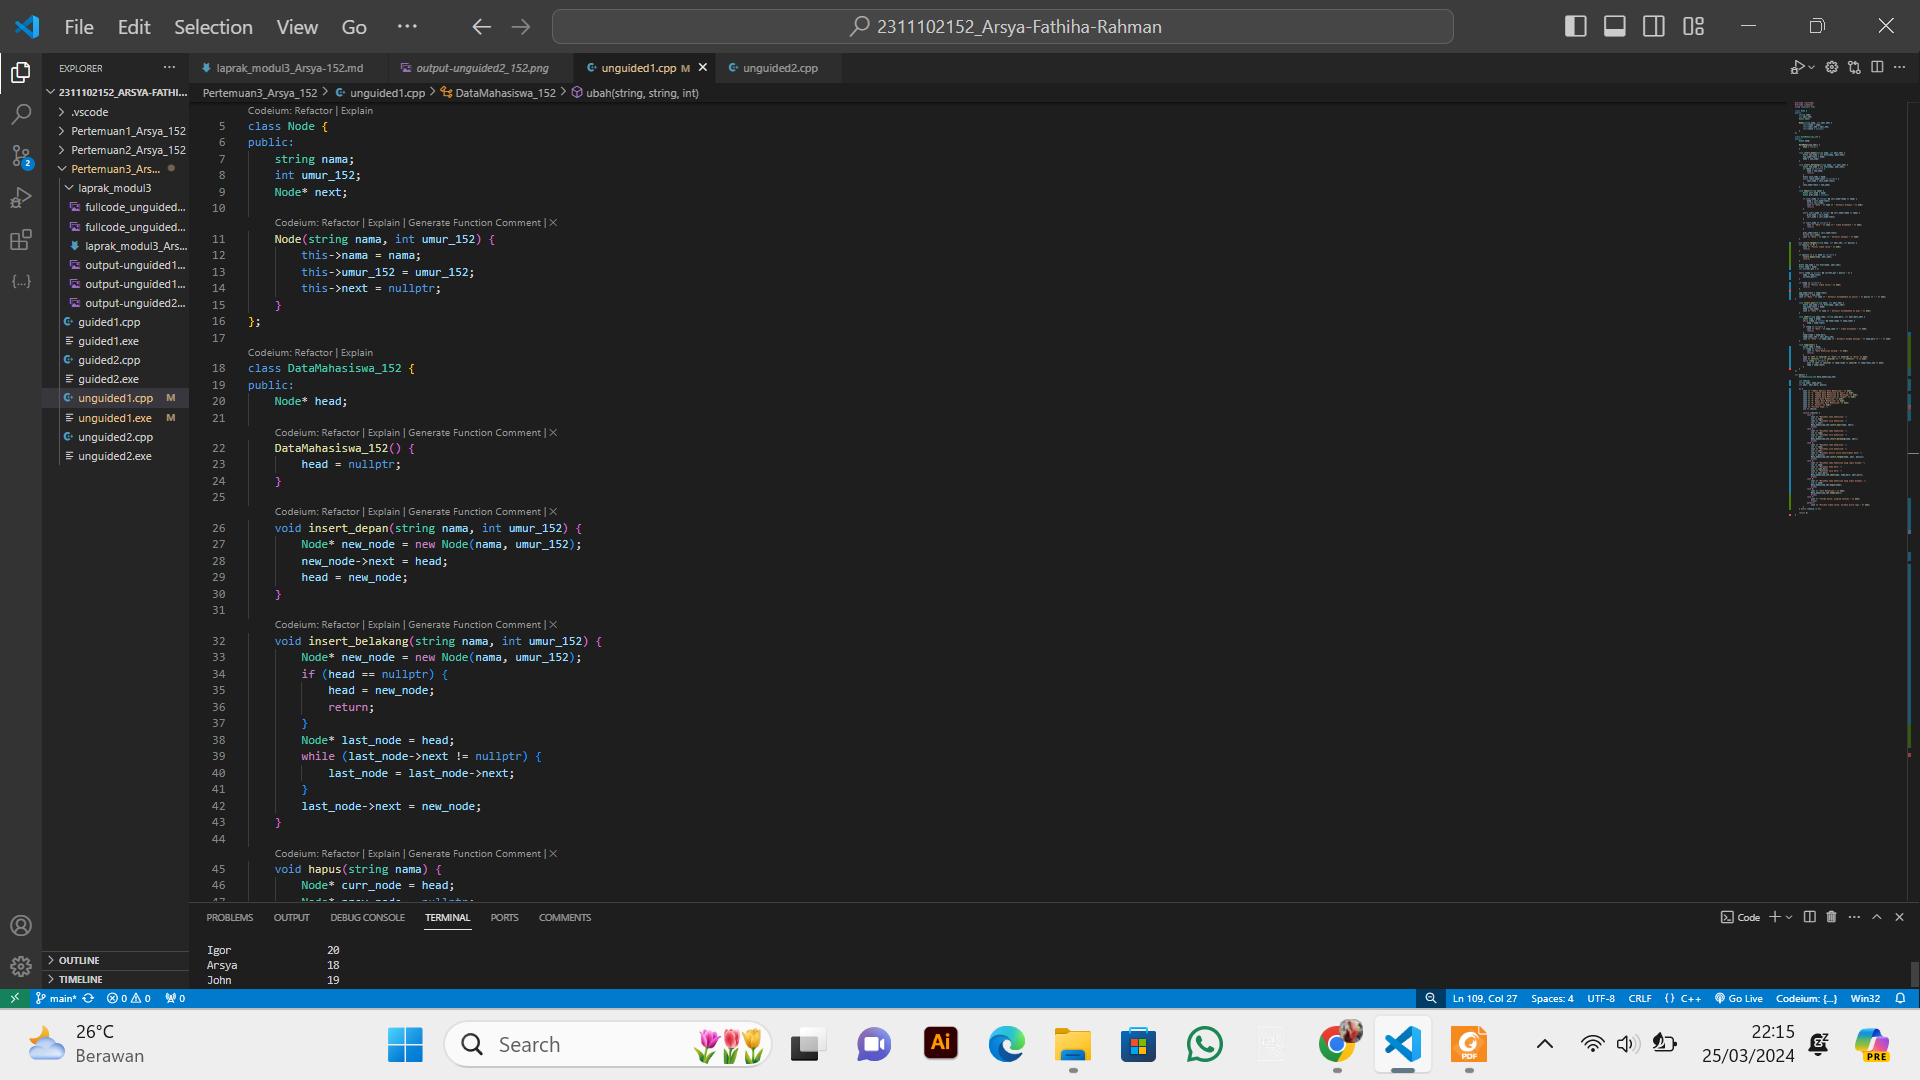 File Edit Selection View Go ··· 2311102152_Arsya-Fathiha-Rahman
EXPLORER ···
2311102152_ARSYA-FATHI...
.vscode
Pertemuan1_Arsya_152
Pertemuan2_Arsya_152
Pertemuan3_Ars...
laprak_modul3
fullcode_unguided...
fullcode_unguided...
laprak_modul3_Ars...
output-unguided1...
output-unguided1...
output-unguided2...
guided1.cpp
guided1.exe
guided2.cpp
guided2.exe
unguided1.cpp M
unguided1.exe M
unguided2.cpp
unguided2.exe
OUTLINE
TIMELINE
laprak_modul3_Arsya-152.md output-unguided2_152.png unguided1.cpp M unguided2.cpp
Pertemuan3_Arsya_152 > unguided1.cpp > DataMahasiswa_152 > ubah(string, string, int)
Codeium: Refactor | Explain
5 class Node {
6 public:
7 string nama;
8 int umur_152;
9 Node* next;
10
Codeium: Refactor | Explain | Generate Function Comment | ×
11 Node(string nama, int umur_152) {
12 this->nama = nama;
13 this->umur_152 = umur_152;
14 this->next = nullptr;
15 }
16 };
17
Codeium: Refactor | Explain
18 class DataMahasiswa_152 {
19 public:
20 Node* head;
21
Codeium: Refactor | Explain | Generate Function Comment | ×
22 DataMahasiswa_152() {
23 head = nullptr;
24 }
25
Codeium: Refactor | Explain | Generate Function Comment | ×
26 void insert_depan(string nama, int umur_152) {
27 Node* new_node = new Node(nama, umur_152);
28 new_node->next = head;
29 head = new_node;
30 }
31
Codeium: Refactor | Explain | Generate Function Comment | ×
32 void insert_belakang(string nama, int umur_152) {
33 Node* new_node = new Node(nama, umur_152);
34 if (head == nullptr) {
35 head = new_node;
36 return;
37 }
38 Node* last_node = head;
39 while (last_node->next != nullptr) {
40 last_node = last_node->next;
41 }
42 last_node->next = new_node;
43 }
44
Codeium: Refactor | Explain | Generate Function Comment | ×
45 void hapus(string nama) {
46 Node* curr_node = head;
PROBLEMS OUTPUT DEBUG CONSOLE TERMINAL PORTS COMMENTS Code
Igor 20
Arsya 18
John 19
main* 0 0 0 Ln 109, Col 27 Spaces: 4 UTF-8 CRLF {} C++ Go Live Codeium: {...} Win32
26°C
Berawan
2
Search
Ai
PDF
22:15
25/03/2024
PRE